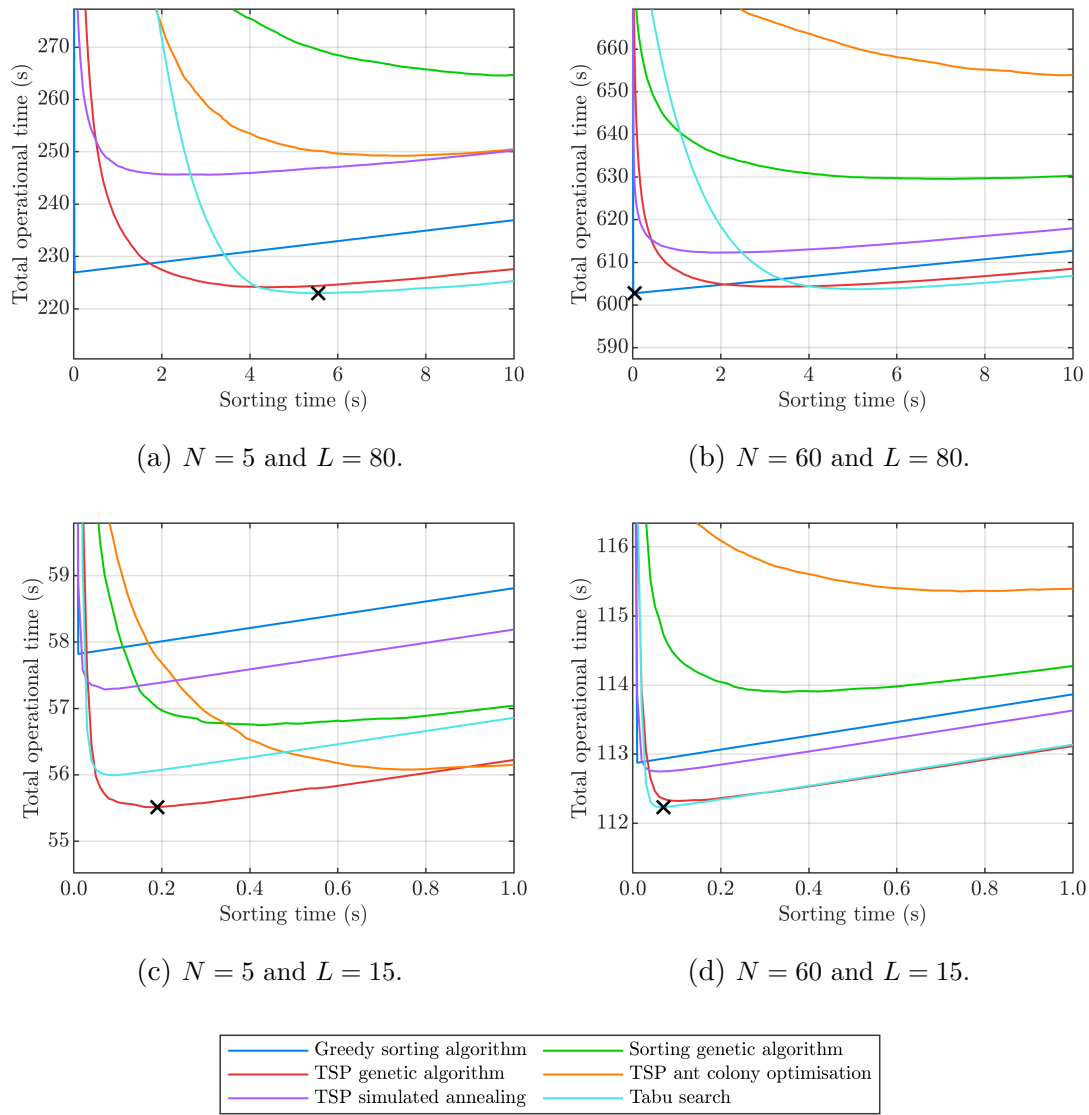 270
260
250
240
230
220
Total operational time (s)
0 2 4 6 8 10
Sorting time (s)
660
650
640
630
620
610
600
590
Total operational time (s)
0 2 4 6 8 10
Sorting time (s)
(a) N = 5 and L = 80.
(b) N = 60 and L = 80.
59
58
57
56
55
Total operational time (s)
0.0 0.2 0.4 0.6 0.8 1.0
Sorting time (s)
116
115
114
113
112
Total operational time (s)
0.0 0.2 0.4 0.6 0.8 1.0
Sorting time (s)
(c) N = 5 and L = 15.
(d) N = 60 and L = 15.
Greedy sorting algorithm Sorting genetic algorithm
TSP genetic algorithm TSP ant colony optimisation
TSP simulated annealing Tabu search